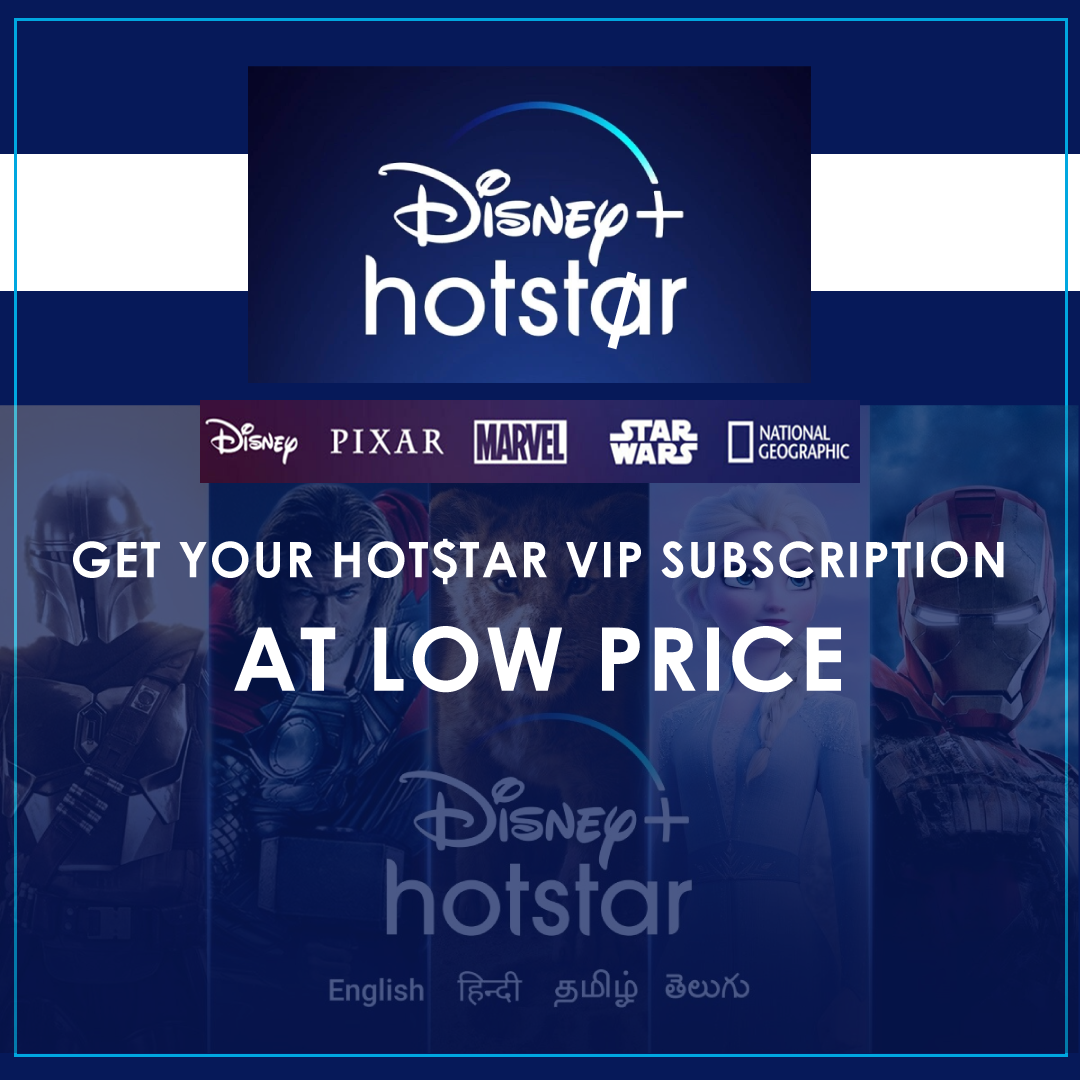 Disney+
hotstar
Disney PIXAR MARVEL STAR WARS NATIONAL GEOGRAPHIC
GET YOUR HOT$TAR VIP SUBSCRIPTION
AT LOW PRICE
Disney+
hotstar
English हिन्दी தமிழ் తెలుగు